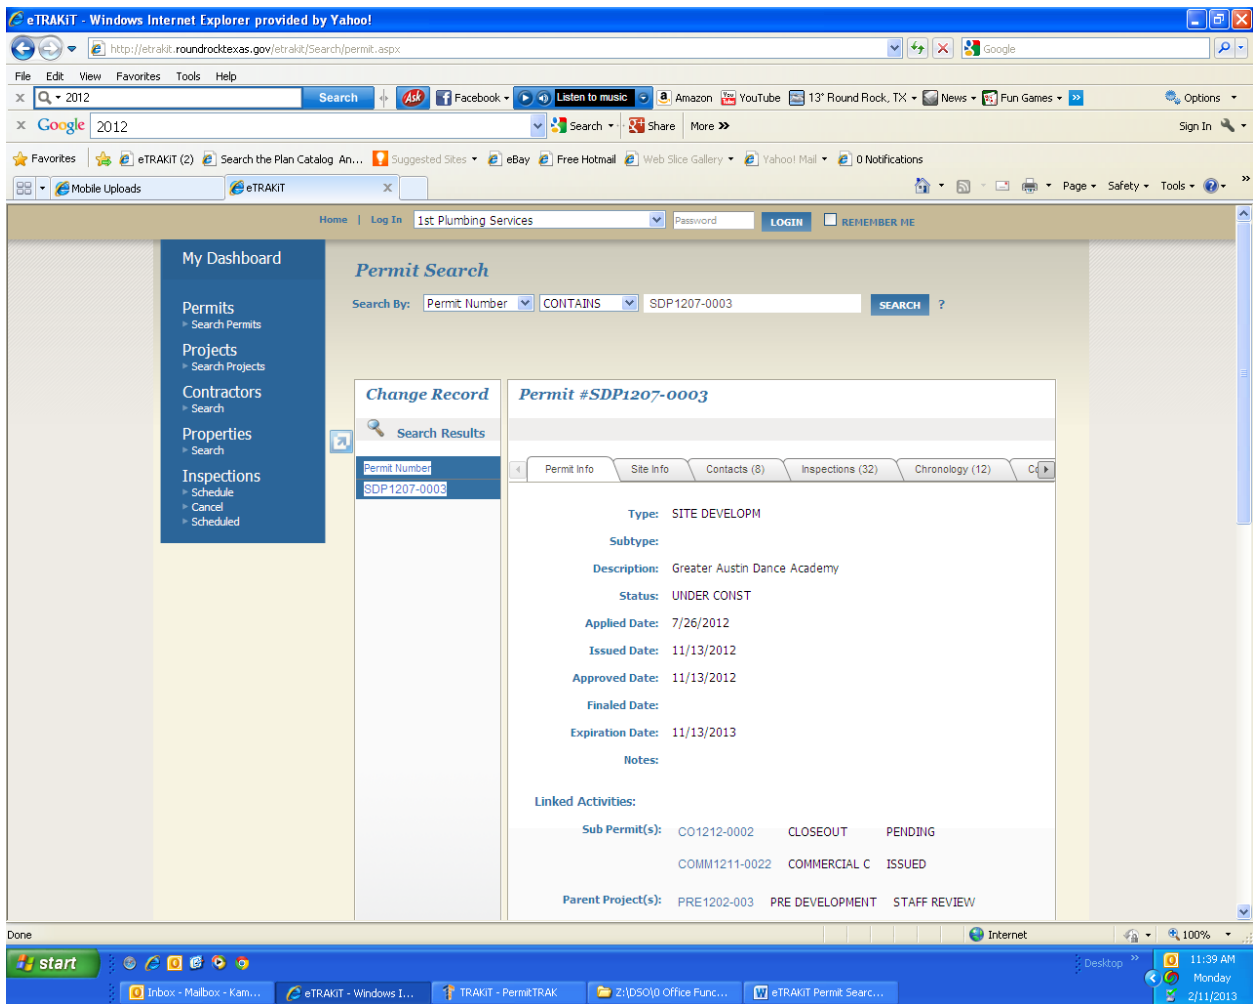 eTRAKiT - Windows Internet Explorer provided by Yahoo!
http://etrakit.roundrocktexas.gov/etrakit/Search/permit.aspx
Google
File Edit View Favorites Tools Help
x 2012 Search Ask Facebook Listen to music Amazon YouTube 13° Round Rock, TX News Fun Games Options
x Google 2012 Search Share More Sign In
Favorites eTRAKiT (2) Search the Plan Catalog An... Suggested Sites eBay Free Hotmail Web Slice Gallery Yahoo! Mail 0 Notifications
Mobile Uploads eTRAKiT x Page Safety Tools
Home | Log In 1st Plumbing Services Password LOGIN REMEMBER ME
My Dashboard
Permits
Search Permits
Projects
Search Projects
Contractors
Search
Properties
Search
Inspections
Schedule
Cancel
Scheduled
Permit Search
Search By: Permit Number CONTAINS SDP1207-0003 SEARCH ?
Change Record
Search Results
Permit Number
SDP1207-0003
Permit #SDP1207-0003
Permit Info Site Info Contacts (8) Inspections (32) Chronology (12)
Type: SITE DEVELOPM
Subtype:
Description: Greater Austin Dance Academy
Status: UNDER CONST
Applied Date: 7/26/2012
Issued Date: 11/13/2012
Approved Date: 11/13/2012
Finaled Date:
Expiration Date: 11/13/2013
Notes:
Linked Activities:
Sub Permit(s): CO1212-0002 CLOSEOUT PENDING
COMM1211-0022 COMMERCIAL C ISSUED
Parent Project(s): PRE1202-003 PRE DEVELOPMENT STAFF REVIEW
Done Internet 100%
start Desktop 11:39 AM
Monday
2/11/2013
Inbox - Mailbox - Kam... eTRAKiT - Windows I... TRAKiT - PermitTRAK Z:\DSO\0 Office Func... eTRAKiT Permit Searc...